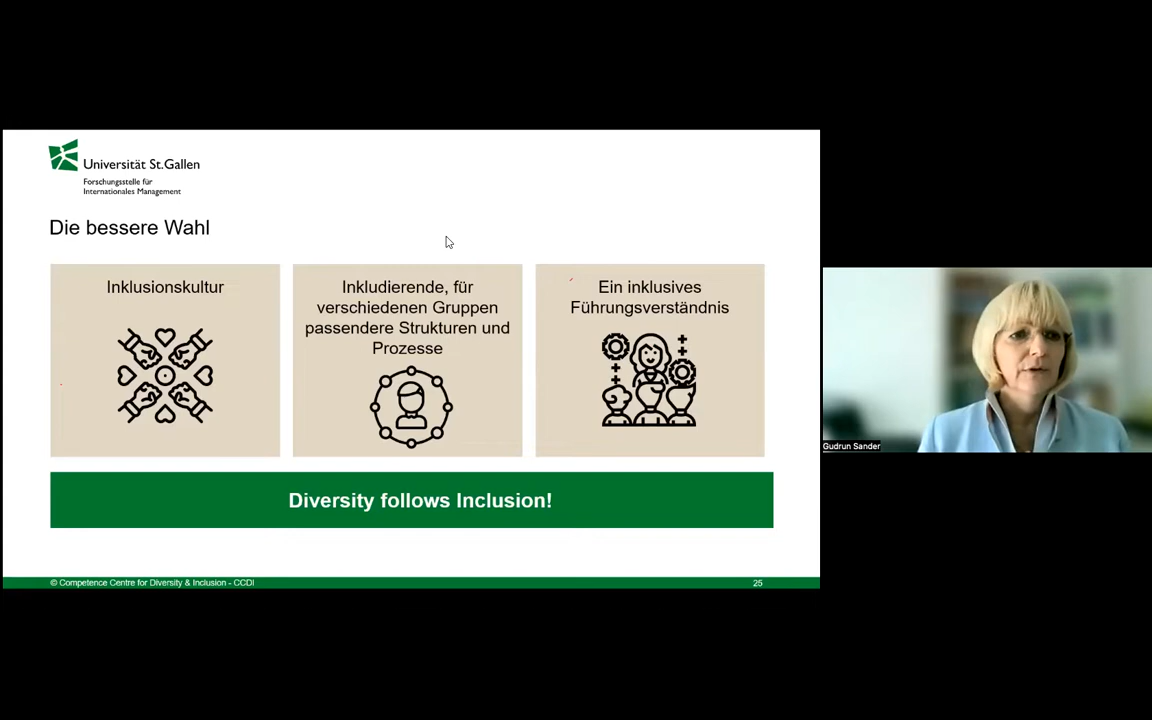 Universität St.Gallen
Forschungsstelle für
Internationales Management
Die bessere Wahl
Inklusionskultur
Inkludierende, für
verschiedenen Gruppen
passendere Strukturen und
Prozesse
Ein inklusives
Führungsverständnis
Diversity follows Inclusion!
© Competence Centre for Diversity & Inclusion - CCDI
25
Gudrun Sander